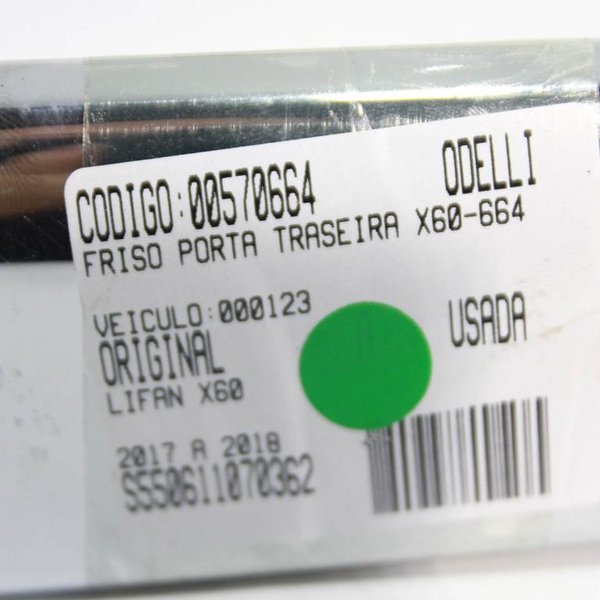 CODIGO:00570664 ODELLI
FRISO PORTA TRASEIRA X60-664
VEICULO:000123
ORIGINAL USADA
LIFAN X60
2017 A 2018
S550611070362